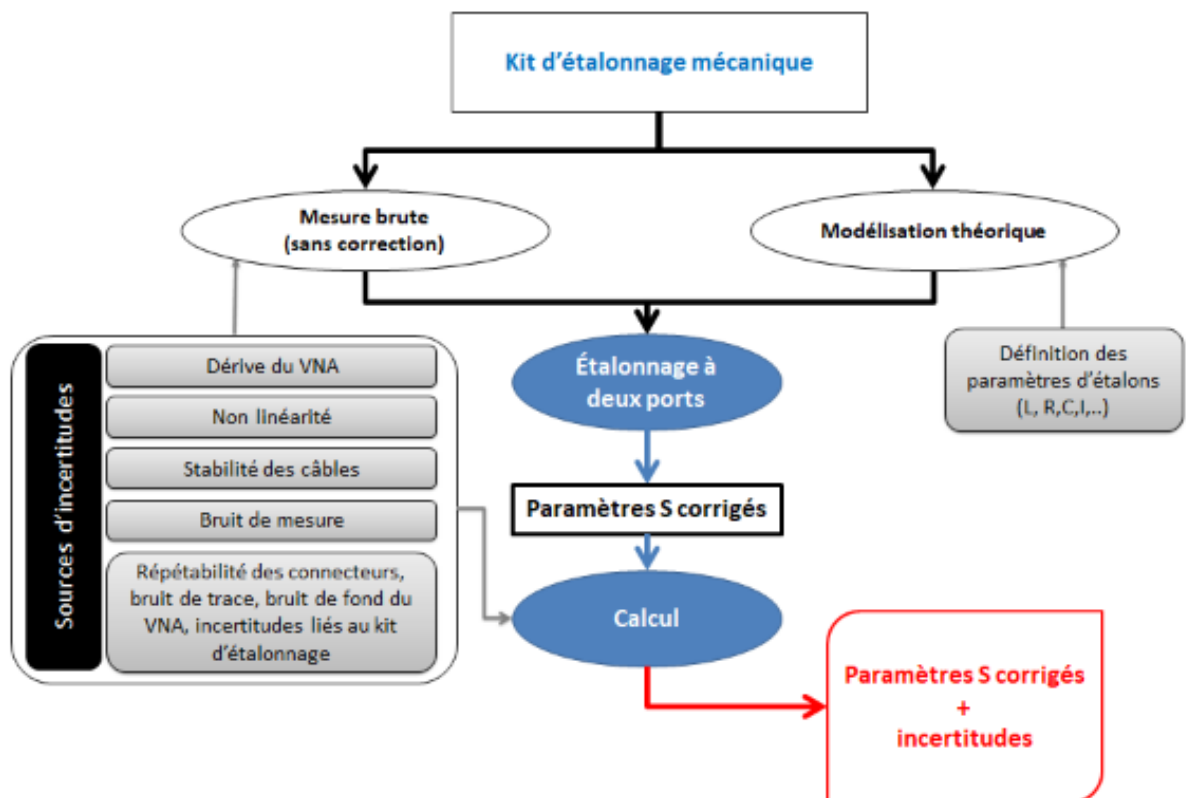 Kit d'étalonnage mécanique
Mesure brute
(sans correction)
Modélisation théorique
Sources d'incertitudes
Dérive du VNA
Non linéarité
Stabilité des câbles
Bruit de mesure
Répétabilité des connecteurs,
bruit de trace, bruit de fond du
VNA, incertitudes liés au kit
d'étalonnage
Étalonnage à
deux ports
Définition des
paramètres d'étalons
(L, R,C,I,..)
Paramètres S corrigés
Calcul
Paramètres S corrigés
+
incertitudes